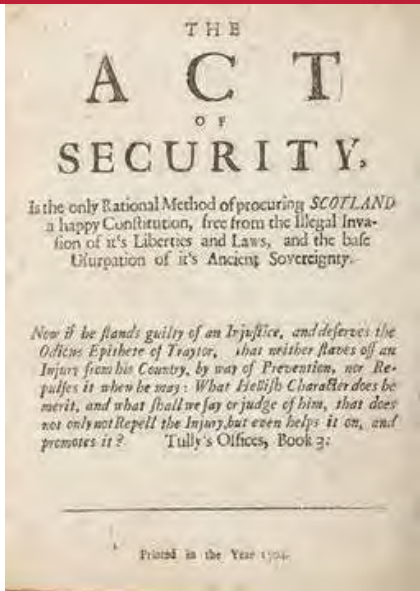 THE
ACT
OF
SECURITY,
Is the only Rational Method of procuring SCOTLAND
a happy Conſtitution, free from the Illegal Inva-
ſion of it's Liberties and Laws, and the baſe
Uſurpation of it's Ancient Sovereignty.
Now if he ſtands guilty of an Injuſtice, and deſerves the
Odious Epithete of Traytor, that neither ſtaves off an
Injury from his Country, by way of Prevention, nor Re-
pulſes it when he may: What Helliſh Character does he
merit, and what ſhall we ſay or judge of him, that does
not only not Repell the Injury, but even helps it on, and
promotes it? Tully's Offices, Book 3.
Printed in the Year 1704.